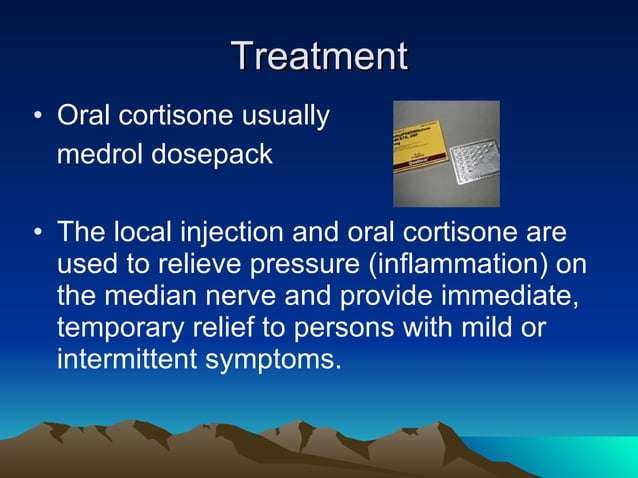 Treatment
• Oral cortisone usually
medrol dosepack
• The local injection and oral cortisone are
used to relieve pressure (inflammation) on
the median nerve and provide immediate,
temporary relief to persons with mild or
intermittent symptoms.